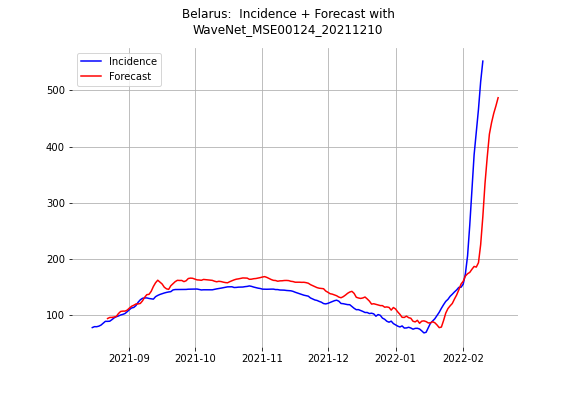 Belarus:  Incidence + Forecast with
WaveNet_MSE00124_20211210
Incidence
Forecast
500
400
300
200
100
2021-09
2021-10
2021-11
2021-12
2022-01
2022-02